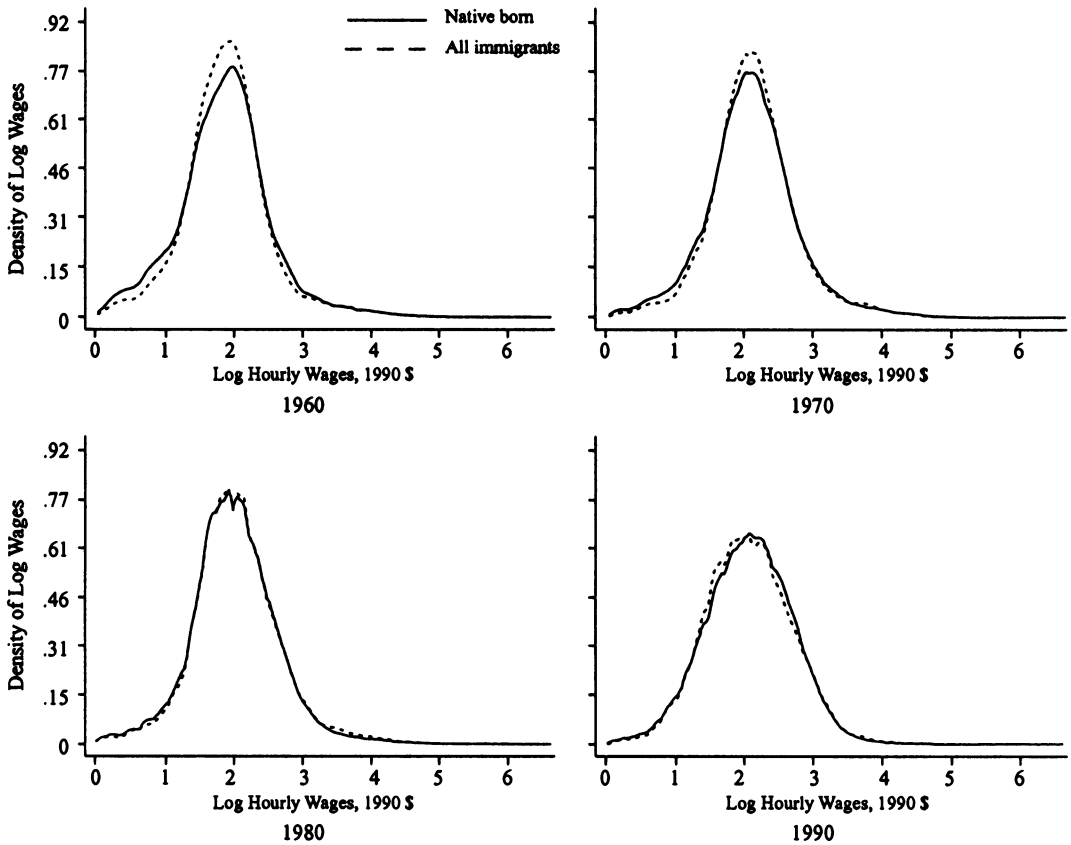 Native born
All immigrants
Density of Log Wages
.92
.77
.61
.46
.31
.15
0
0 1 2 3 4 5 6
Log Hourly Wages, 1990 $
1960
0 1 2 3 4 5 6
Log Hourly Wages, 1990 $
1970
Density of Log Wages
.92
.77
.61
.46
.31
.15
0
0 1 2 3 4 5 6
Log Hourly Wages, 1990 $
1980
0 1 2 3 4 5 6
Log Hourly Wages, 1990 $
1990